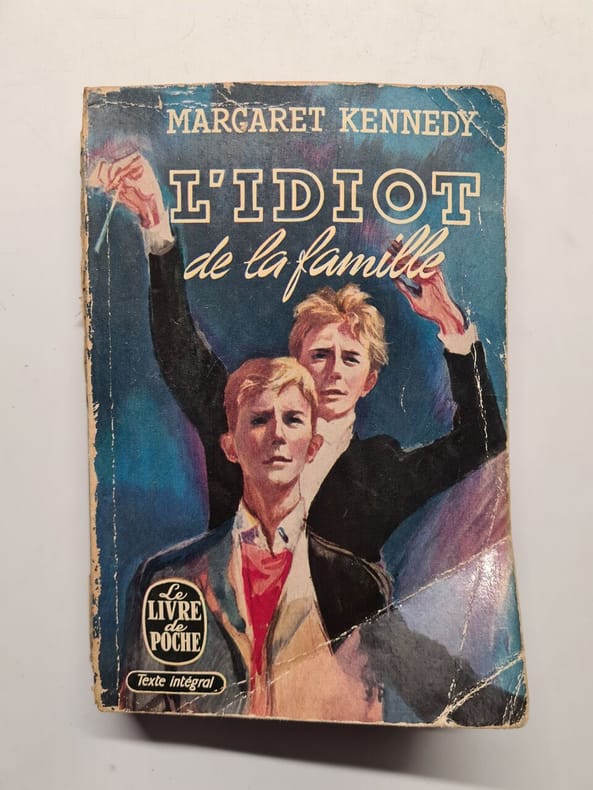 MARGARET KENNEDY
L'IDIOT
de la famille
Le
LIVRE
de
POCHE
Texte intégral